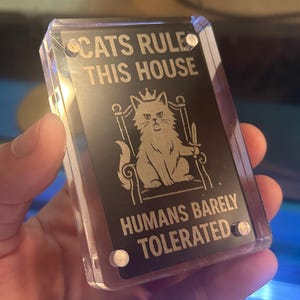 CATS RULE
THIS HOUSE
HUMANS BARELY
TOLERATED